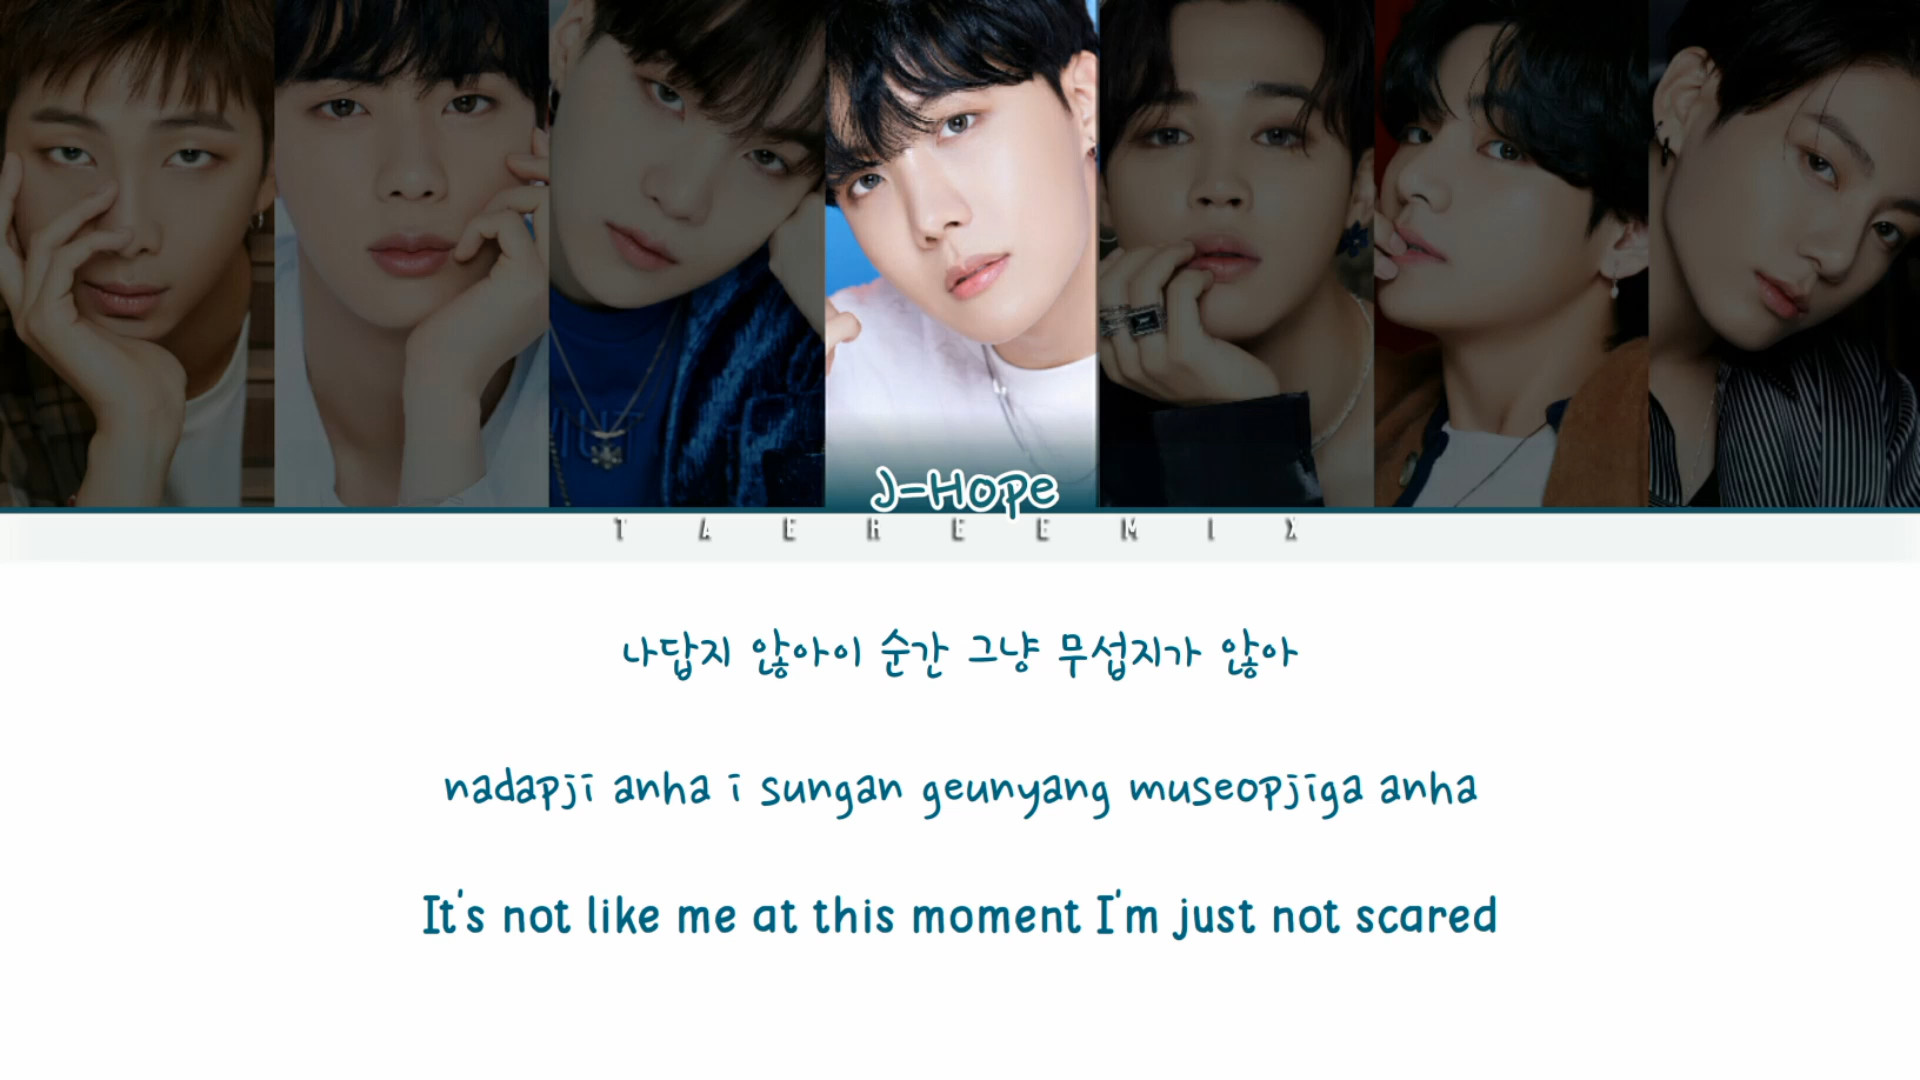 J-Hope
TAEREEMIX
나답지 않아이 순간 그냥 무섭지가 않아
nadapji anha i sungan geunyang museopjiga anha
It's not like me at this moment I'm just not scared